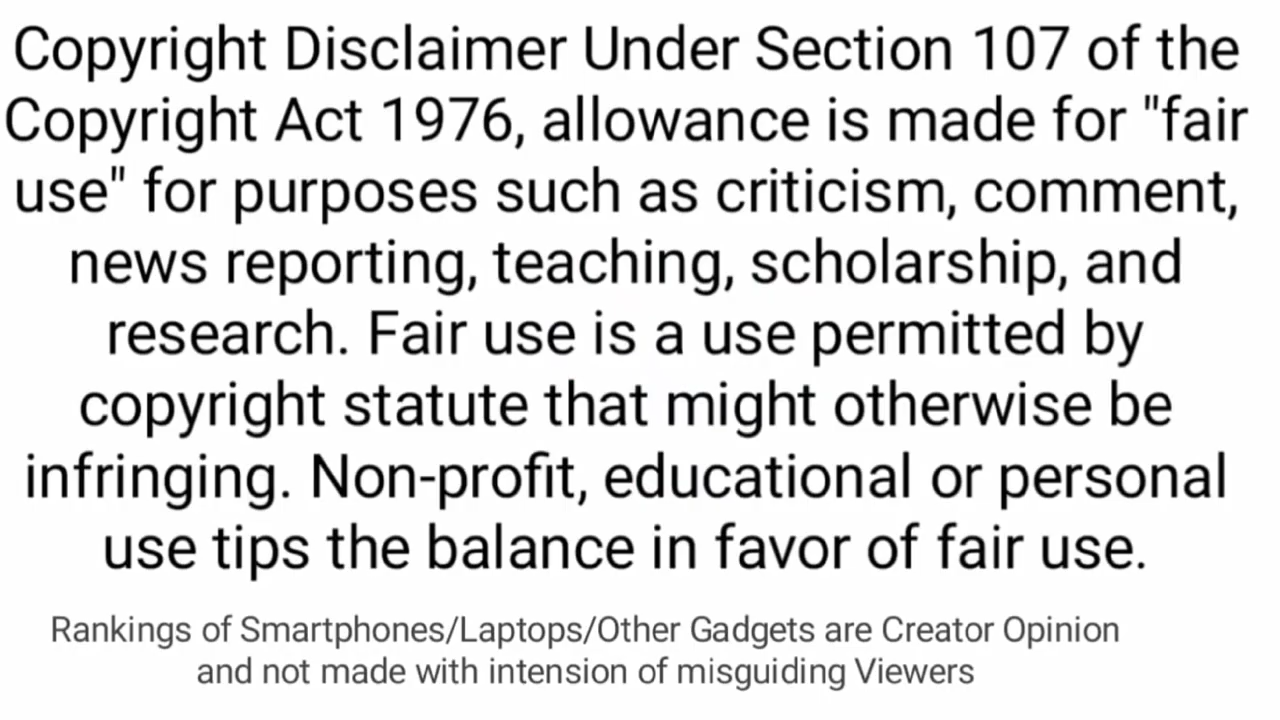 Copyright Disclaimer Under Section 107 of the
Copyright Act 1976, allowance is made for "fair
use" for purposes such as criticism, comment,
news reporting, teaching, scholarship, and
research. Fair use is a use permitted by
copyright statute that might otherwise be
infringing. Non-profit, educational or personal
use tips the balance in favor of fair use.
Rankings of Smartphones/Laptops/Other Gadgets are Creator Opinion
and not made with intension of misguiding Viewers